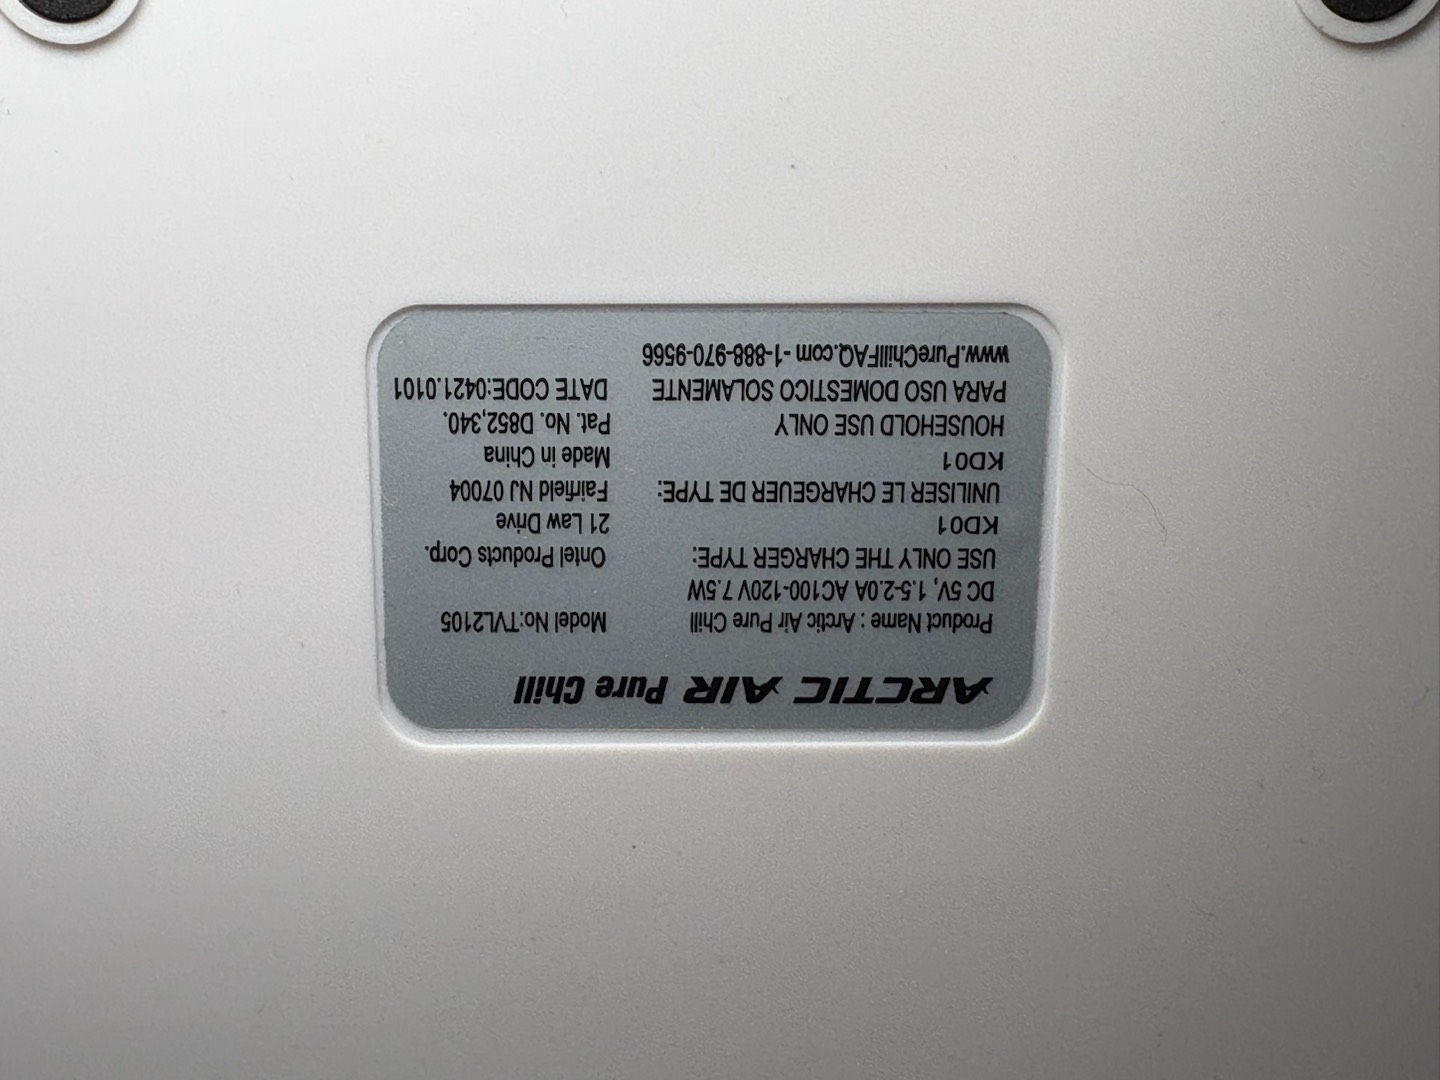 ARCTIC AIR Pure Chill
Product Name : Arctic Air Pure Chill
DC 5V, 1.5-2.0A AC100-120V 7.5W
USE ONLY THE CHARGER TYPE:
KD01
UNILISER LE CHARGEUER DE TYPE:
KD01
HOUSEHOLD USE ONLY
PARA USO DOMESTICO SOLAMENTE
www.PureChillFAQ.com -1-888-970-9566
Model No:TVL2105
Ontel Products Corp.
21 Law Drive
Fairfield NJ 07004
Made in China
Pat. No. D852,340.
DATE CODE:0421.0101